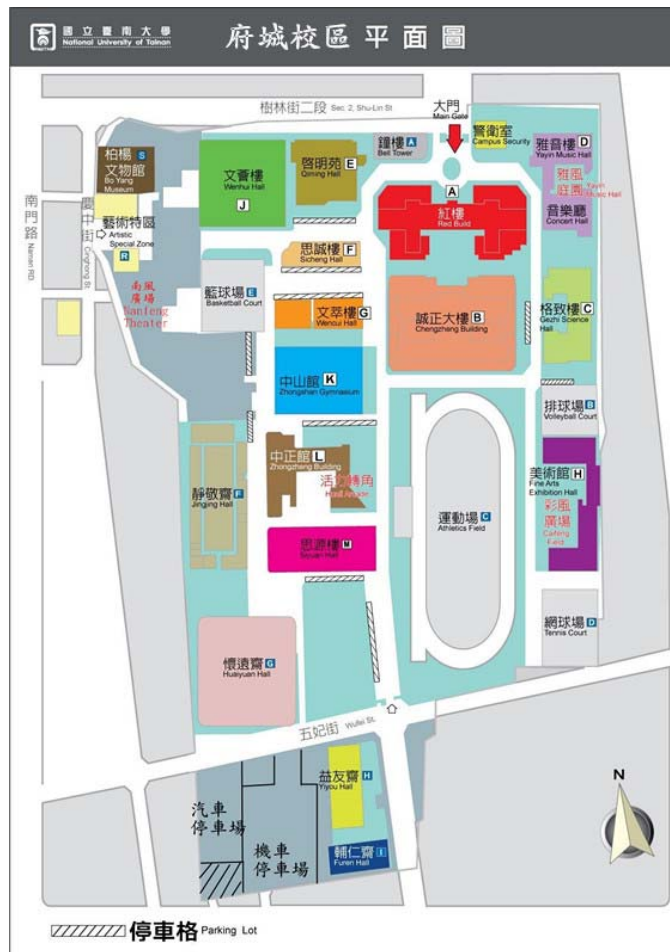 國立臺南大學
National University of Tainan
府城校區平面圖
樹林街二段 Sec. 2, Shu-Lin St
大門
Main Gate
警衛室
Campus Security
鐘樓 A
Bell Tower
雅音樓 D
Yayin Music Hall
雅風
庭園 Yayin
Music Hall
音樂廳
Concert Hall
柏楊 S
文物館
Bo Yang
Museum
文薈樓
Wenhui Hall
J
啓明苑 E
Qiming Hall
A
紅樓
Red Build
南門路 Nanmen RD.
慶中街 Cingjhong St.
藝術特區
Artistic
Special Zone
R
思誠樓 F
Sicheng Hall
南風
廣場
Nanfeng
Theater
籃球場 E
Basketball Court
文萃樓 G
Wencui Hall
誠正大樓 B
Chengzheng Building
格致樓 C
Gezhi Science
Hall
中山館 K
Zhongshan Gymnasium
排球場 B
Volleyball Court
中正館 L
Zhongzheng Building
活力轉角
美術館 H
Fine Arts
Exhibition Hall
彩風
廣場
Caifeng
Field
靜敬齋 F
Jingjing Hall
運動場 C
Athletics Field
思源樓 M
Siyuan Hall
網球場 D
Tennis Court
懷遠齋 G
Huaiyuan Hall
五妃街 Wufei St.
益友齋 H
Yiyou Hall
汽車
停車場
機車
停車場
輔仁齋 I
Furen Hall
N
停車格 Parking Lot